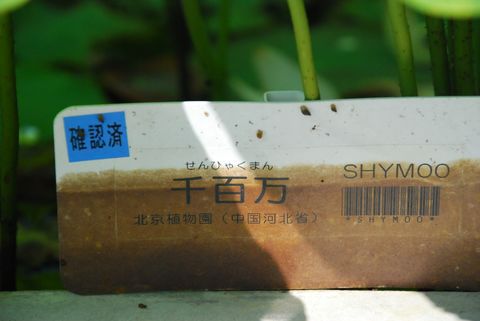 確認済
せんひゃくまん
千百万
北京植物園（中国河北省）
SHYMOO
*SHYMOO*